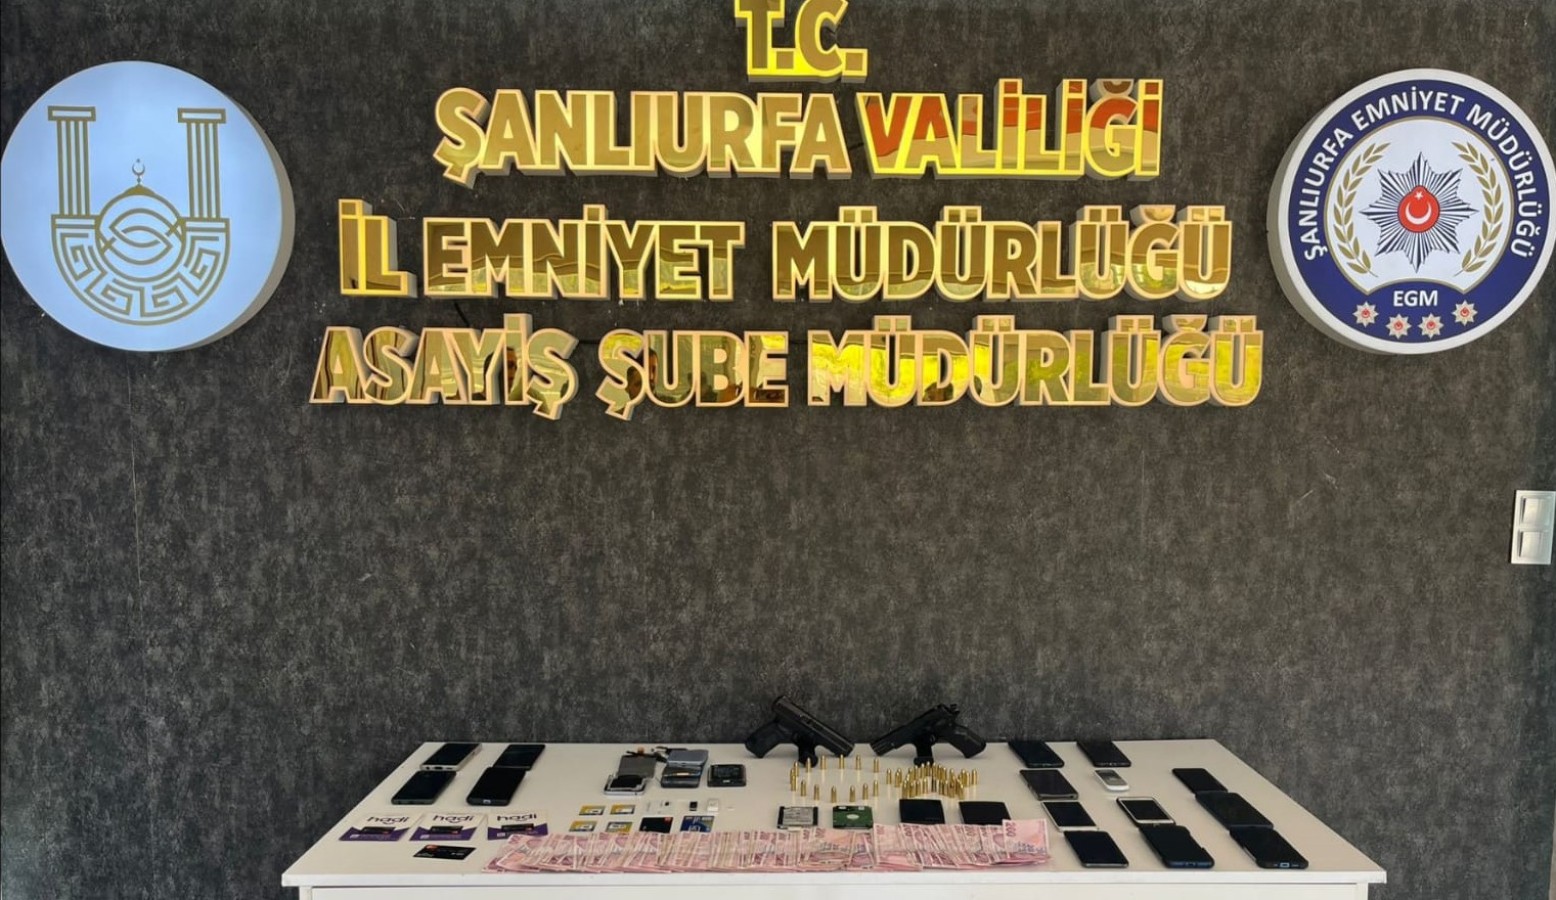 T.C.
ŞANLIURFA VALİLİĞİ
İL EMNİYET MÜDÜRLÜĞÜ
ASAYİŞ ŞUBE MÜDÜRLÜĞÜ
ŞANLIURFA EMNİYET MÜDÜRLÜĞÜ
EGM
hadi
hadi
hadi